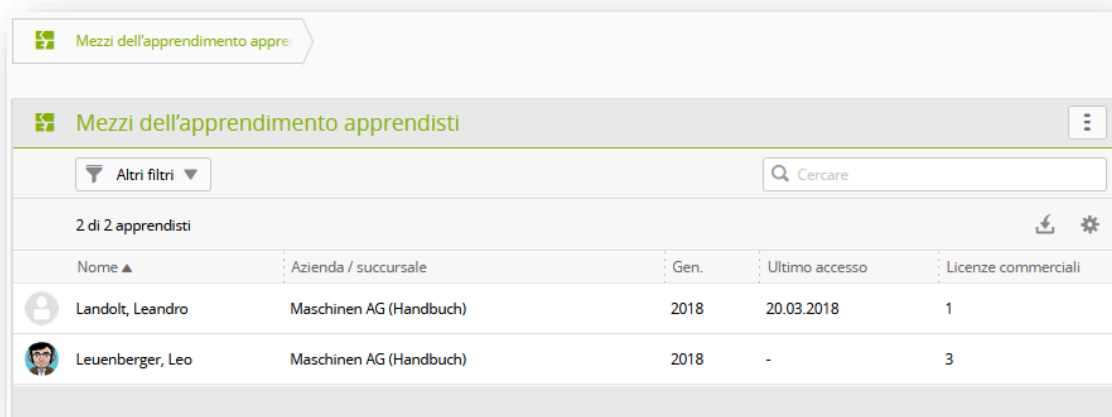 Mezzi dell'apprendimento appre
Mezzi dell'apprendimento apprendisti
Altri filtri
Cercare
2 di 2 apprendisti
Nome Azienda / succursale Gen. Ultimo accesso Licenze commerciali
Landolt, Leandro Maschinen AG (Handbuch) 2018 20.03.2018 1
Leuenberger, Leo Maschinen AG (Handbuch) 2018 - 3